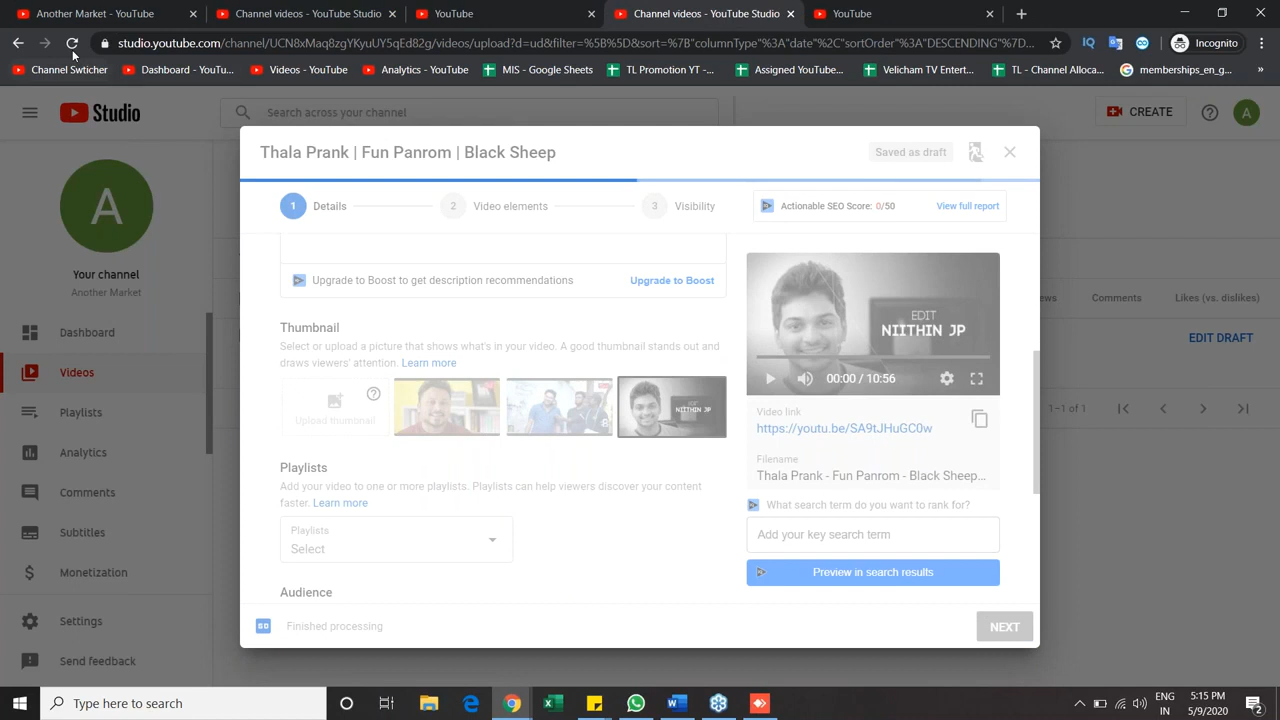 Another Market - YouTube
Channel videos - YouTube Studio
YouTube
Channel videos - YouTube Studio
YouTube
studio.youtube.com/channel/UCN8xMaq8zgYKyuUY5qEd82g/videos/upload?d=ud&filter=%5B%5D&sort=%7B"columnType"%3A"date"%2C"sortOrder"%3A"DESCENDING"%7D...
IQ
Incognito
Channel Swticher
Dashboard - YouTu...
Videos - YouTube
Analytics - YouTube
MIS - Google Sheets
TL Promotion YT -...
Assigned YouTube...
Velicham TV Entert...
TL - Channel Alloca...
memberships_en_g...
»
Studio
Search across your channel
CREATE
A
A
Your channel
Another Market
Dashboard
Videos
Playlists
Analytics
Comments
Subtitles
Monetization
Settings
Send feedback
Thala Prank | Fun Panrom | Black Sheep
Saved as draft
1 Details
2 Video elements
3 Visibility
Actionable SEO Score: 0/50
View full report
Upgrade to Boost to get description recommendations
Upgrade to Boost
Thumbnail
Select or upload a picture that shows what's in your video. A good thumbnail stands out and
draws viewers' attention. Learn more
Upload thumbnail
NIITHIN JP
Playlists
Add your video to one or more playlists. Playlists can help viewers discover your content
faster. Learn more
Playlists
Select
Audience
SD
Finished processing
EDIT
NIITHIN JP
00:00 / 10:56
Video link
https://youtu.be/SA9tJHuGC0w
Filename
Thala Prank - Fun Panrom - Black Sheep...
What search term do you want to rank for?
Add your key search term
Preview in search results
NEXT
ews
Comments
Likes (vs. dislikes)
EDIT DRAFT
1–1 of 1
Type here to search
ENG
IN
5:15 PM
5/9/2020
2